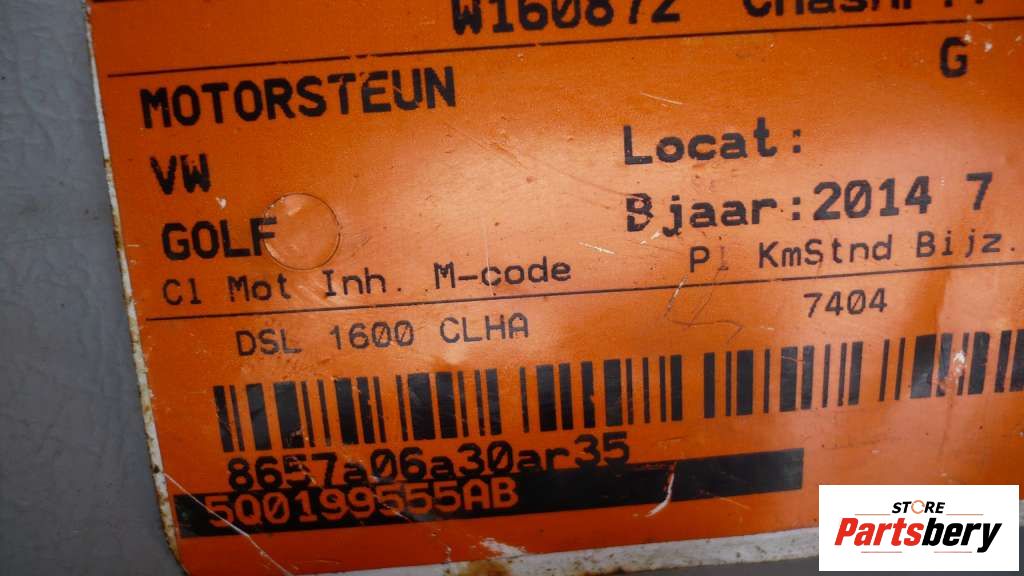 W160872
G
MOTORSTEUN
Locat:
VW
Bjaar:2014 7
GOLF
Cl Mot Inh. M-code Pl KmStnd Bijz.
DSL 1600 CLHA 7404
8657a06a30ar35
5Q0199555AB
STORE
Partsbery